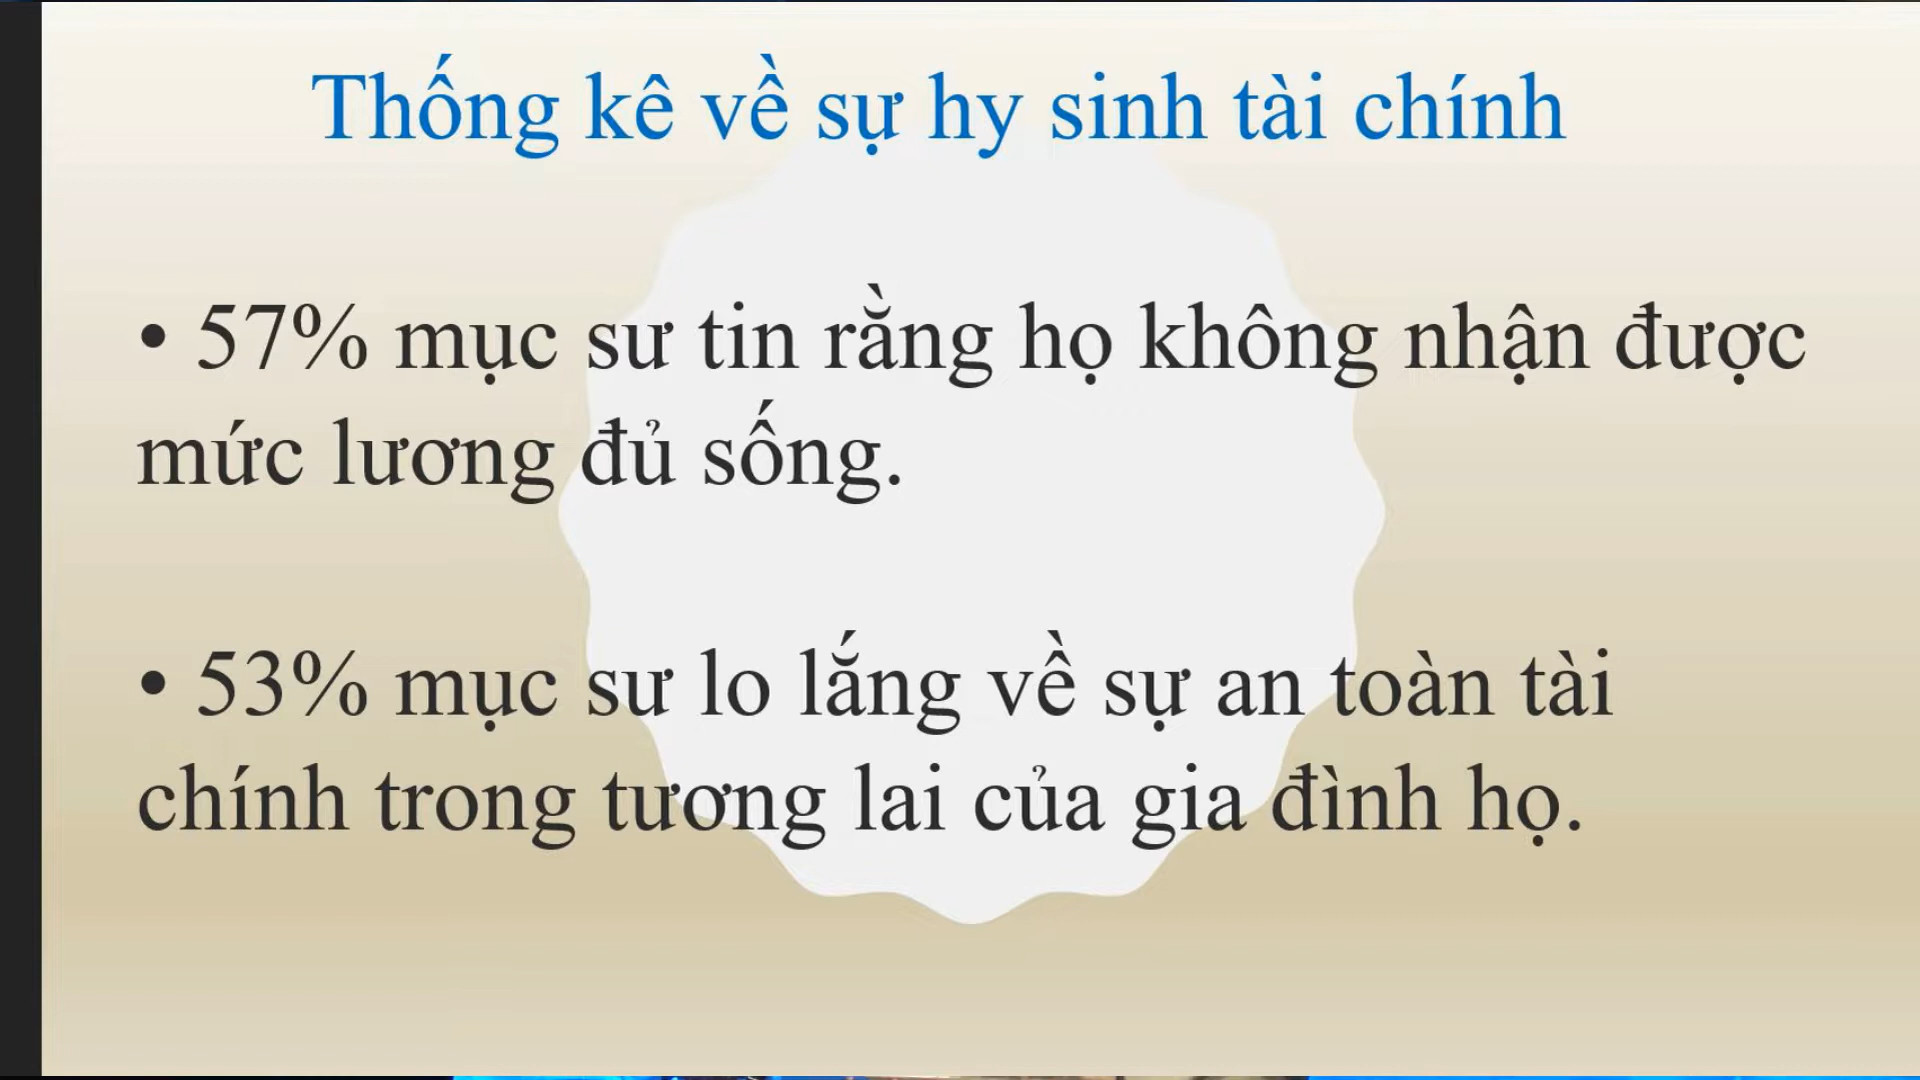 Thống kê về sự hy sinh tài chính
• 57% mục sư tin rằng họ không nhận được
mức lương đủ sống.
• 53% mục sư lo lắng về sự an toàn tài
chính trong tương lai của gia đình họ.